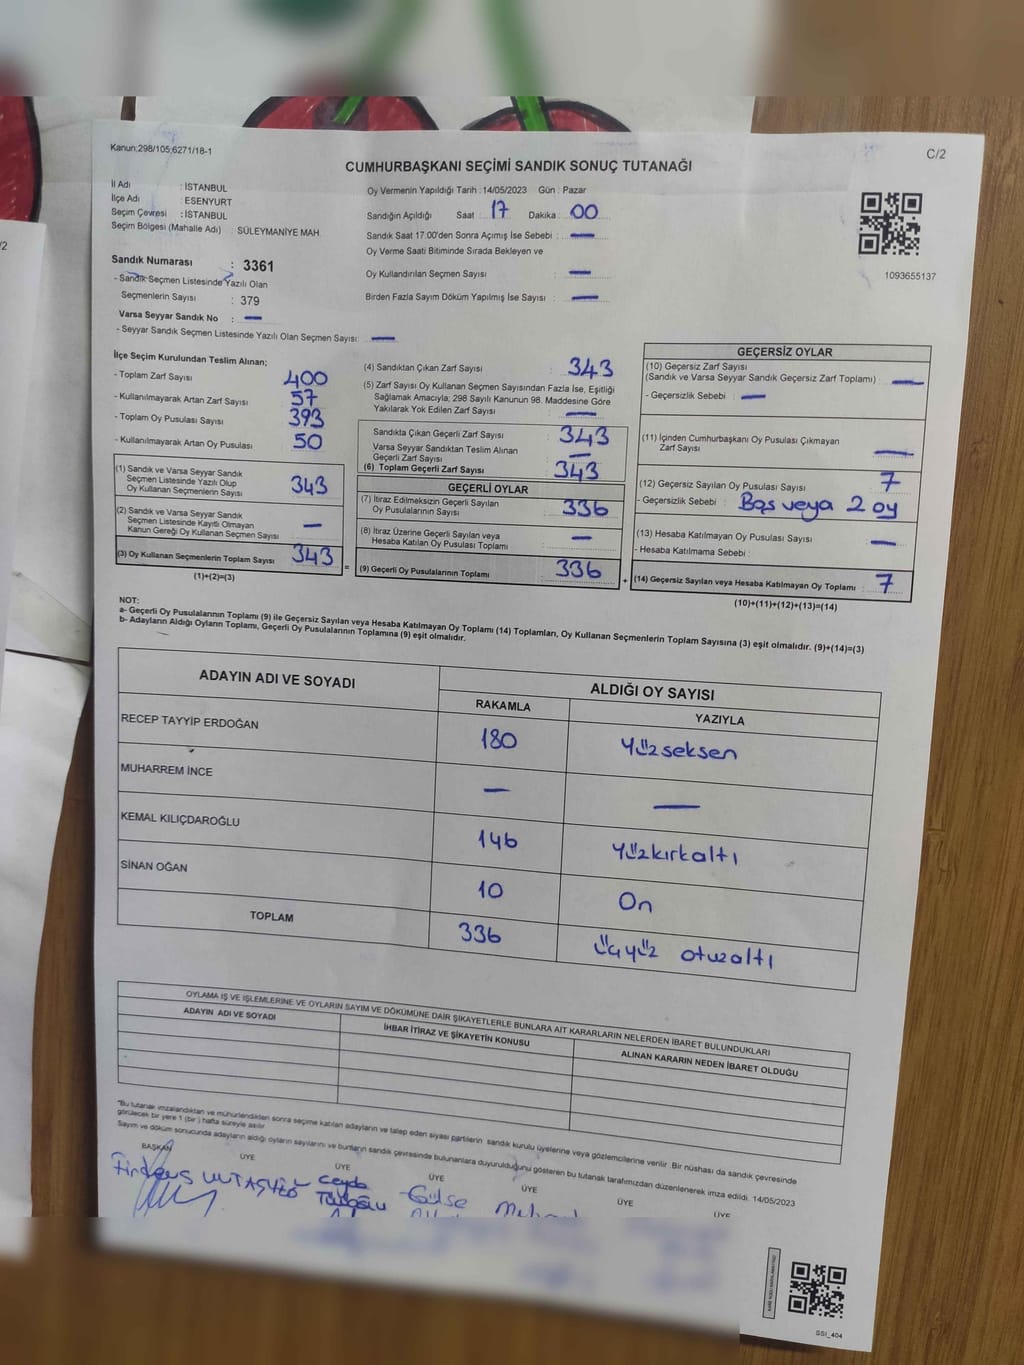 Kanun:298/105;6271/18-1
C/2
CUMHURBAŞKANI SEÇİMİ SANDIK SONUÇ TUTANAĞI
İl Adı : İSTANBUL
İlçe Adı : ESENYURT
Seçim Çevresi : İSTANBUL
Seçim Bölgesi (Mahalle Adı) : SÜLEYMANİYE MAH
Sandık Numarası : 3361
- Sandık Seçmen Listesinde Yazılı Olan
Seçmenlerin Sayısı : 379
Varsa Seyyar Sandık No : —
- Seyyar Sandık Seçmen Listesinde Yazılı Olan Seçmen Sayısı: —
Oy Vermenin Yapıldığı Tarih : 14/05/2023 Gün : Pazar
Sandığın Açıldığı Saat : 17 Dakika : 00
Sandık Saat 17:00'den Sonra Açımış İse Sebebi : —
Oy Verme Saati Bitiminde Sırada Bekleyen ve
Oy Kullandırılan Seçmen Sayısı : —
Birden Fazla Sayım Döküm Yapılmış İse Sayısı : —
1093655137
İlçe Seçim Kurulundan Teslim Alınan;
- Toplam Zarf Sayısı 400
- Kullanılmayarak Artan Zarf Sayısı 57
- Toplam Oy Pusulası Sayısı 393
- Kullanılmayarak Artan Oy Pusulası 50
(1) Sandık ve Varsa Seyyar Sandık
Seçmen Listesinde Yazılı Olup
Oy Kullanan Seçmenlerin Sayısı 343
(2) Sandık ve Varsa Seyyar Sandık
Seçmen Listesinde Kayıtlı Olmayan
Kanun Gereği Oy Kullanan Seçmen Sayısı —
(3) Oy Kullanan Seçmenlerin Toplam Sayısı 343
(1)+(2)=(3)
(4) Sandıktan Çıkan Zarf Sayısı : 343
(5) Zarf Sayısı Oy Kullanan Seçmen Sayısından Fazla İse, Eşitliği
Sağlamak Amacıyla; 298 Sayılı Kanunun 98. Maddesine Göre
Yakılarak Yok Edilen Zarf Sayısı : —
Sandıkta Çıkan Geçerli Zarf Sayısı : 343
Varsa Seyyar Sandıktan Teslim Alınan
Geçerli Zarf Sayısı : —
(6) Toplam Geçerli Zarf Sayısı : 343
GEÇERLİ OYLAR
(7) İtiraz Edilmeksizin Geçerli Sayılan
Oy Pusulalarının Sayısı : 336
(8) İtiraz Üzerine Geçerli Sayılan veya
Hesaba Katılan Oy Pusulası Toplamı : —
= (9) Geçerli Oy Pusulalarının Toplamı : 336 +
GEÇERSİZ OYLAR
(10) Geçersiz Zarf Sayısı
(Sandık ve Varsa Seyyar Sandık Geçersiz Zarf Toplamı) : —
- Geçersizlik Sebebi : —
(11) İçinden Cumhurbaşkanı Oy Pusulası Çıkmayan
Zarf Sayısı : —
(12) Geçersiz Sayılan Oy Pusulası Sayısı : 7
- Geçersizlik Sebebi : Boş veya 2 oy
(13) Hesaba Katılmayan Oy Pusulası Sayısı : —
- Hesaba Katılmama Sebebi :
(14) Geçersiz Sayılan veya Hesaba Katılmayan Oy Toplamı : 7
(10)+(11)+(12)+(13)=(14)
NOT:
a- Geçerli Oy Pusulalarının Toplamı (9) ile Geçersiz Sayılan veya Hesaba Katılmayan Oy Toplamı (14) Toplamları, Oy Kullanan Seçmenlerin Toplam Sayısına (3) eşit olmalıdır. (9)+(14)=(3)
b- Adayların Aldığı Oyların Toplamı, Geçerli Oy Pusulalarının Toplamına (9) eşit olmalıdır.
ADAYIN ADI VE SOYADI ALDIĞI OY SAYISI
RAKAMLA YAZIYLA
RECEP TAYYİP ERDOĞAN 180 Yüzseksen
MUHARREM İNCE — —
KEMAL KILIÇDAROĞLU 146 Yüzkırkaltı
SİNAN OĞAN 10 On
TOPLAM 336 Üçyüz otuzaltı
OYLAMA İŞ VE İŞLEMLERİNE VE OYLARIN SAYIM VE DÖKÜMÜNE DAİR ŞİKAYETLERLE BUNLARA AİT KARARLARIN NELERDEN İBARET BULUNDUKLARI
ADAYIN ADI VE SOYADI İHBAR İTİRAZ VE ŞİKAYETİN KONUSU ALINAN KARARIN NEDEN İBARET OLDUĞU
"Bu tutanak imzalandıktan ve mühürlendikten sonra seçime katılan adayların ve talep eden siyasi partilerin sandık kurulu üyelerine veya gözlemcilerine verilir. Bir nüshası da sandık çevresinde
görülecek bir yere 1 (bir) hafta süreyle asılır.
Sayım ve döküm sonucunda adayların aldığı oyların sayılarını ve bunların sandık çevresinde bulunanlara duyurulduğunu gösteren bu tutanak tarafımızdan düzenlenerek imza edildi. 14/05/2023
BAŞKAN ÜYE ÜYE ÜYE ÜYE ÜYE ÜYE
Firdevs Ceyda Gülse
SSI_404